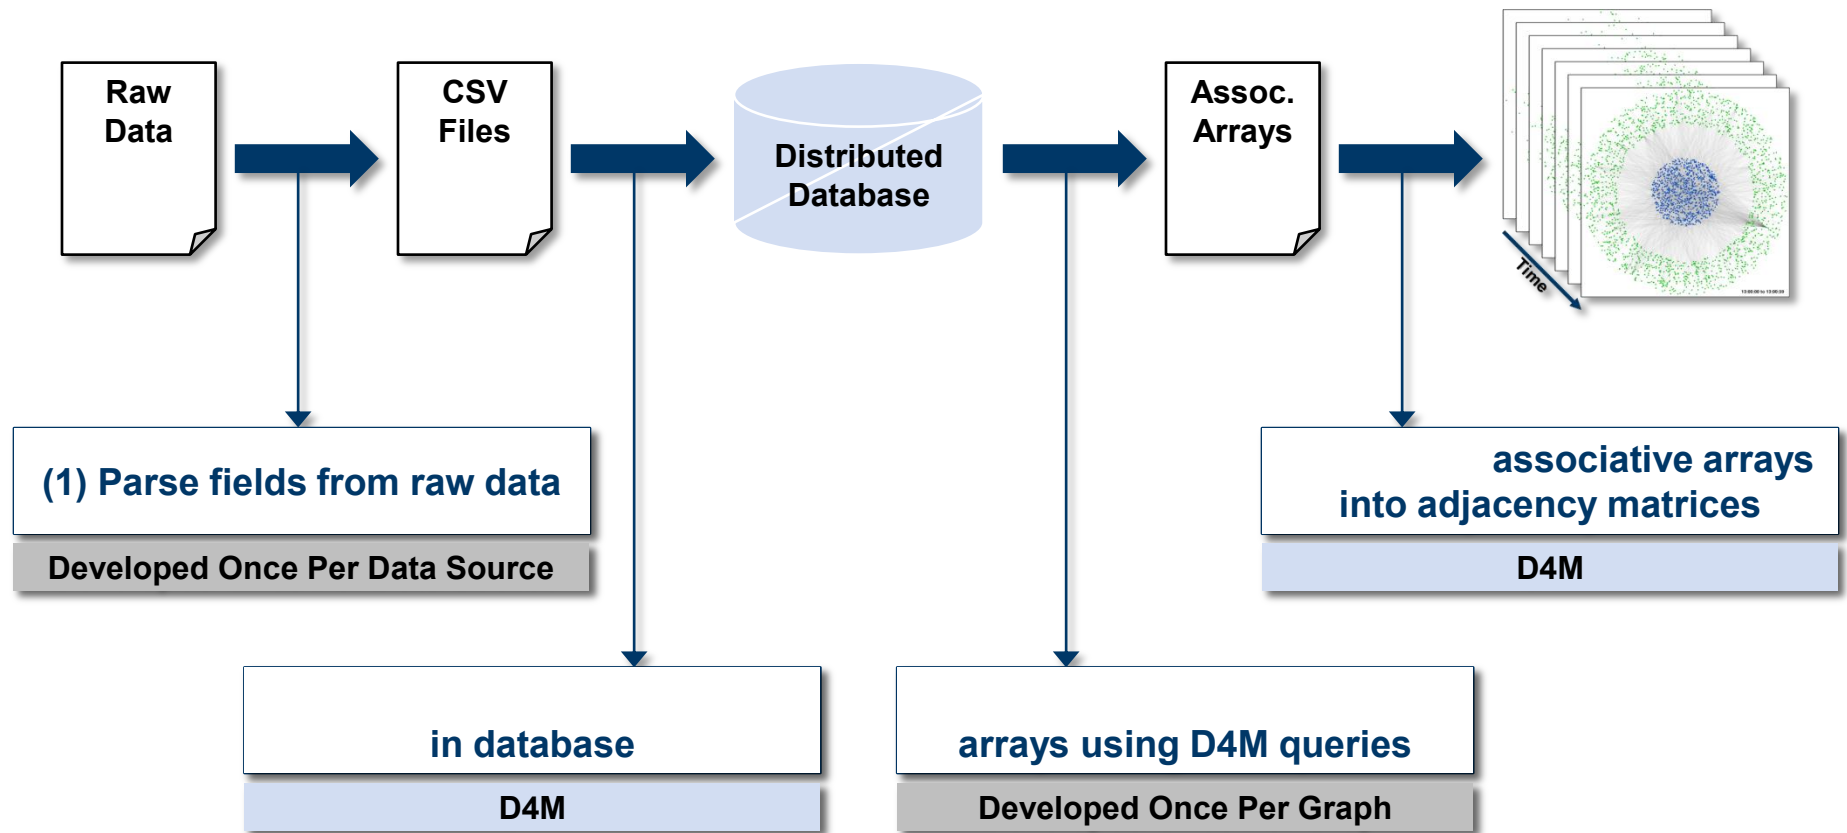 Raw
Data
CSV
Files
Distributed
Database
Assoc.
Arrays
Time
(1) Parse fields from raw data
Developed Once Per Data Source
associative arrays
into adjacency matrices
D4M
in database
D4M
arrays using D4M queries
Developed Once Per Graph